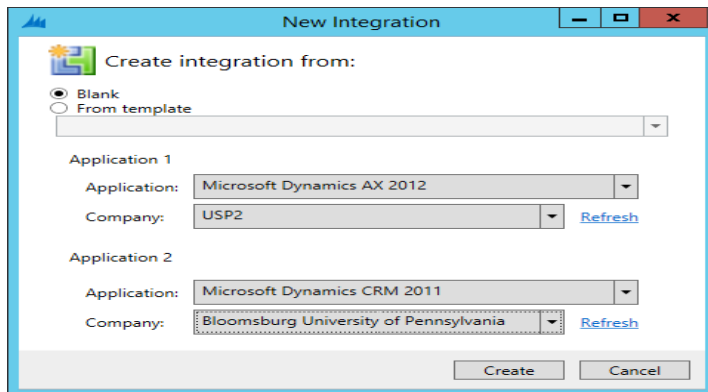 New Integration
Create integration from:
Blank
From template
Application 1
Application: Microsoft Dynamics AX 2012
Company: USP2 Refresh
Application 2
Application: Microsoft Dynamics CRM 2011
Company: Bloomsburg University of Pennsylvania Refresh
Create Cancel